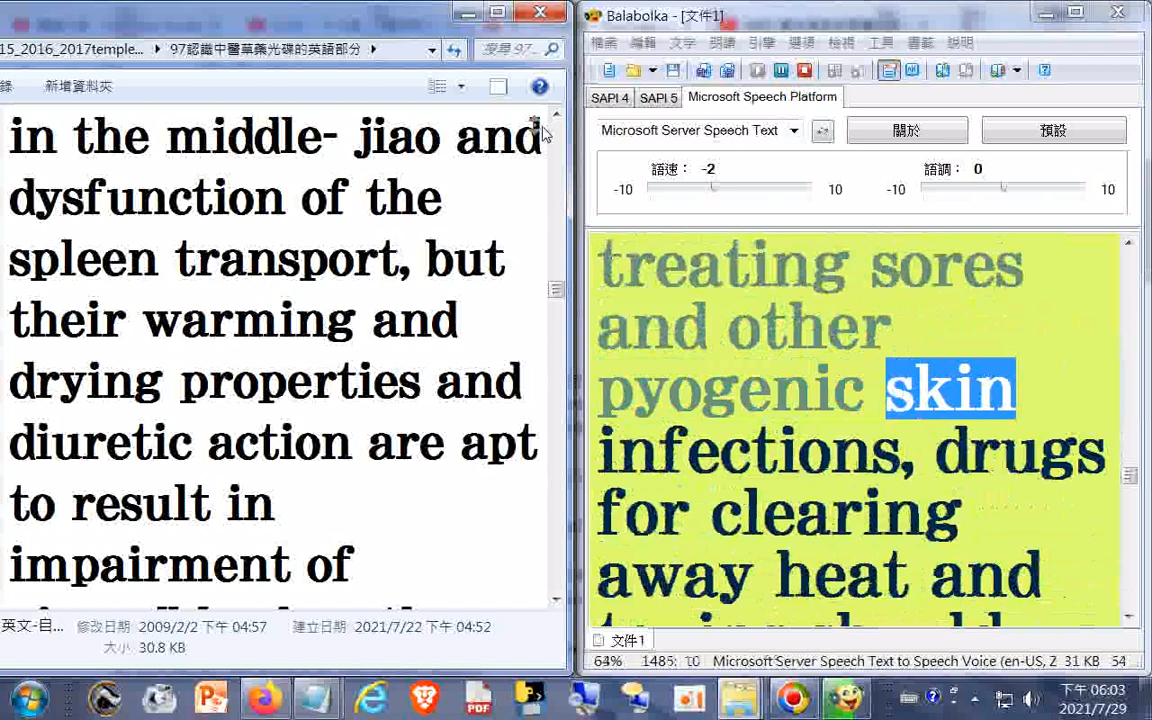 15_2016_2017temple...
97認識中醫草藥光碟的英語部分
搜尋 97-...
錄
新增資料夾
in the middle- jiao and
dysfunction of the
spleen transport, but
their warming and
drying properties and
diuretic action are apt
to result in
impairment of
英文-自...
修改日期 2009/2/2 下午 04:57
建立日期 2021/7/22 下午 04:52
大小 30.8 KB
Balabolka - [文件1]
檔案 編輯 文字 朗讀 引擎 選項 檢視 工具 書籤 說明
SAPI 4 SAPI 5 Microsoft Speech Platform
Microsoft Server Speech Text
關於
預設
語速： -2
-10 10
語調： 0
-10 10
treating sores
and other
pyogenic skin
infections, drugs
for clearing
away heat and
文件1
64% 1485: 10 Microsoft Server Speech Text to Speech Voice (en-US, Z 31 KB 54
PDF
下午 06:03
2021/7/29